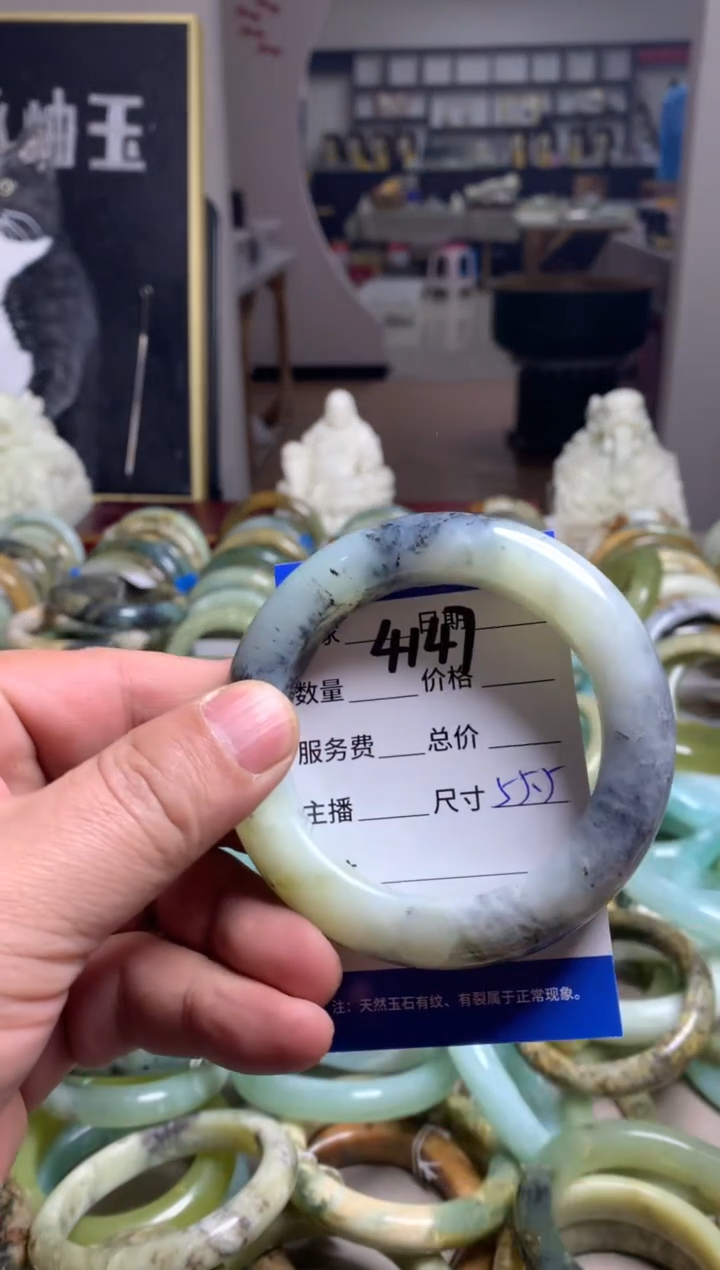 岫玉
日期
4147
数量 价格
服务费 总价
主播 尺寸 55.5
注：天然玉石有纹、有裂属于正常现象。